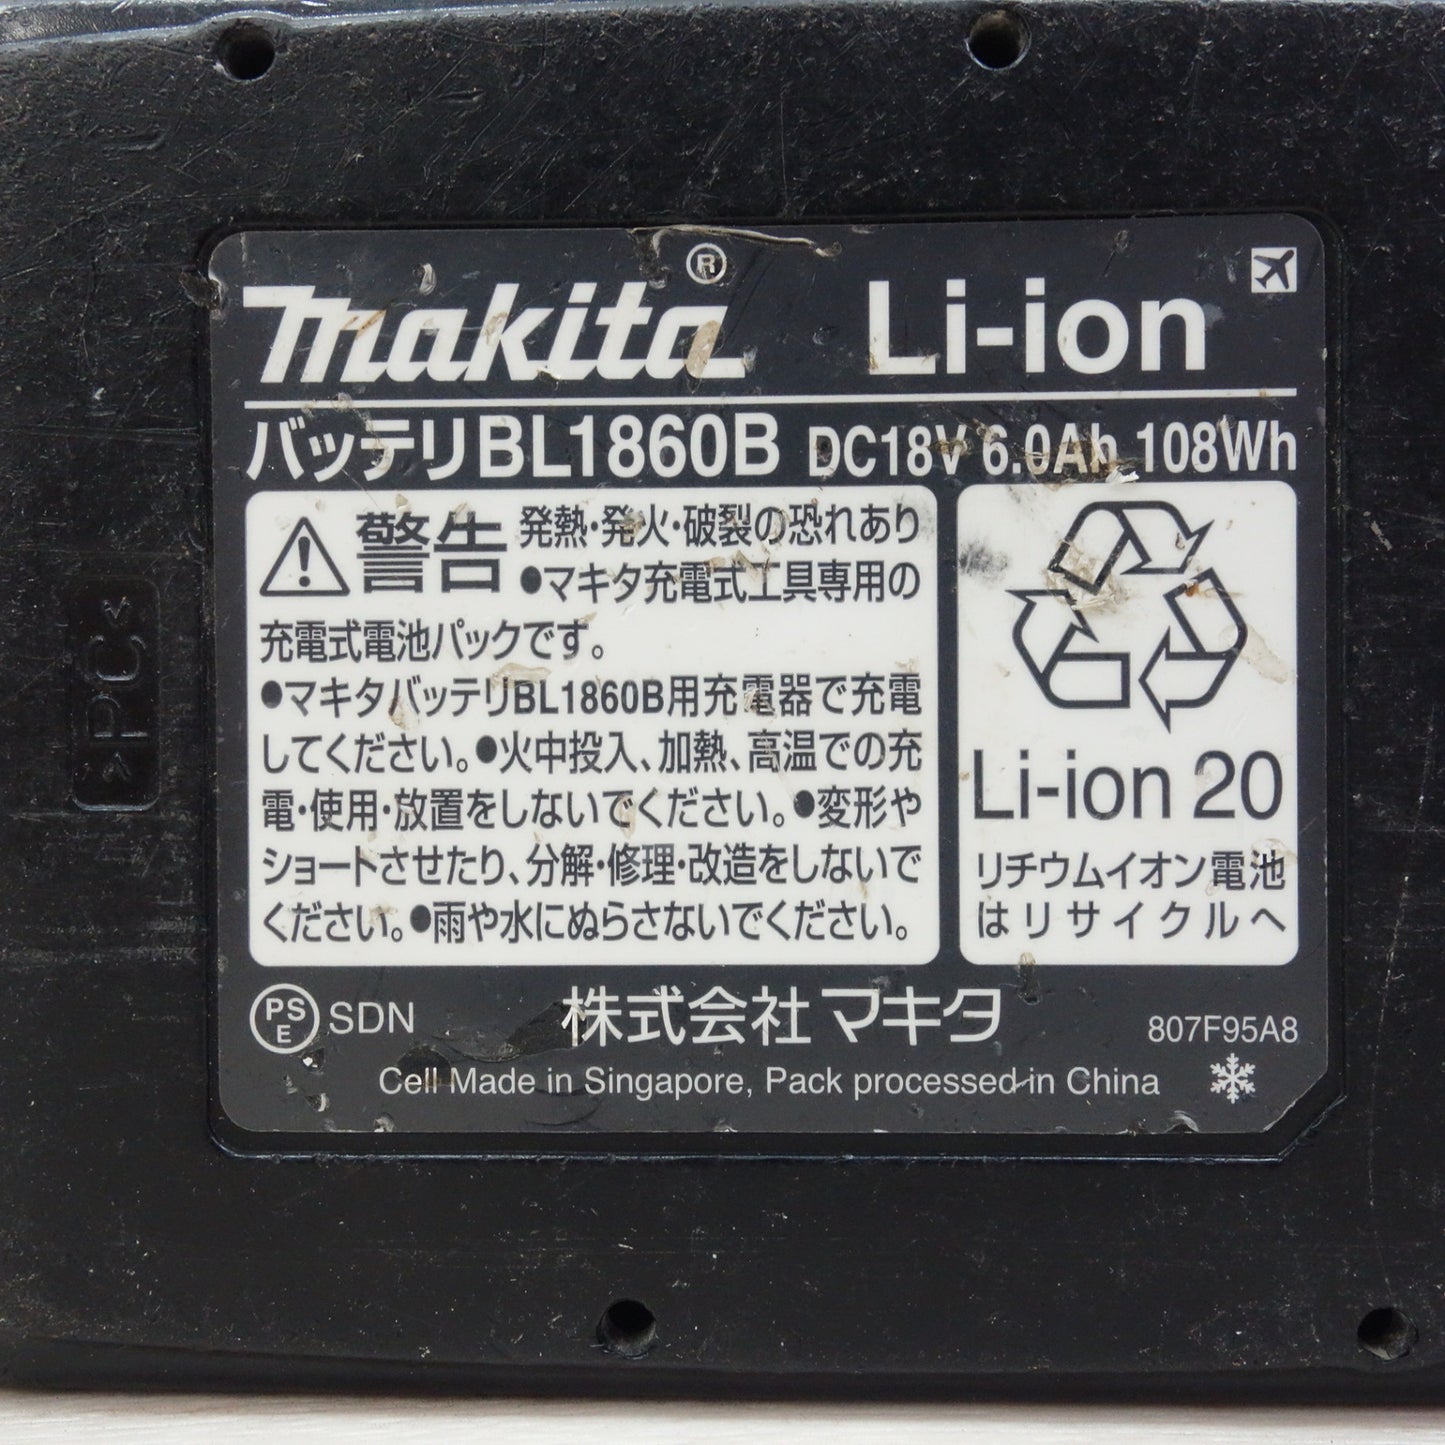 makita® Li-ion
バッテリBL1860B DC18V 6.0Ah 108Wh
警告 発熱・発火・破裂の恐れあり
●マキタ充電式工具専用の
充電式電池パックです。
●マキタバッテリBL1860B用充電器で充電
してください。●火中投入、加熱、高温での充
電・使用・放置をしないでください。●変形や
ショートさせたり、分解・修理・改造をしないで
ください。●雨や水にぬらさないでください。
Li-ion 20
リチウムイオン電池
はリサイクルへ
PSE SDN 株式会社マキタ 807F95A8
Cell Made in Singapore, Pack processed in China
>PC<